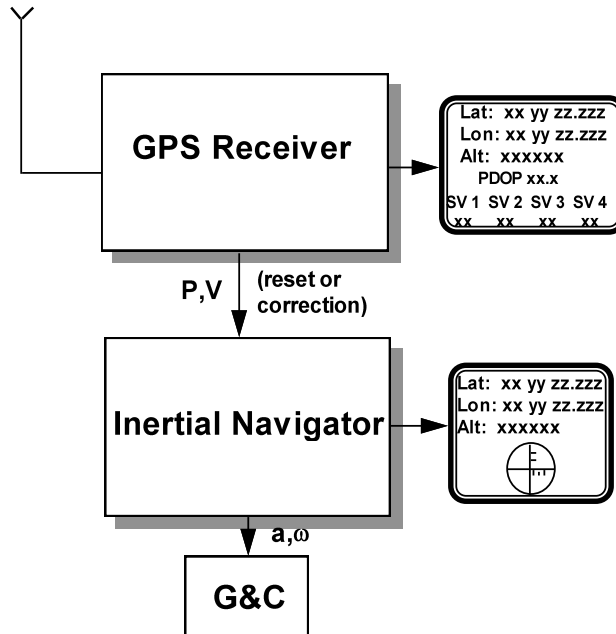 GPS Receiver
Lat: xx yy zz.zzz
Lon: xx yy zz.zzz
Alt: xxxxxx
PDOP xx.x
SV 1 SV 2 SV 3 SV 4
xx xx xx xx
P,V
(reset or
correction)
Inertial Navigator
Lat: xx yy zz.zzz
Lon: xx yy zz.zzz
Alt: xxxxxx
a,ω
G&C